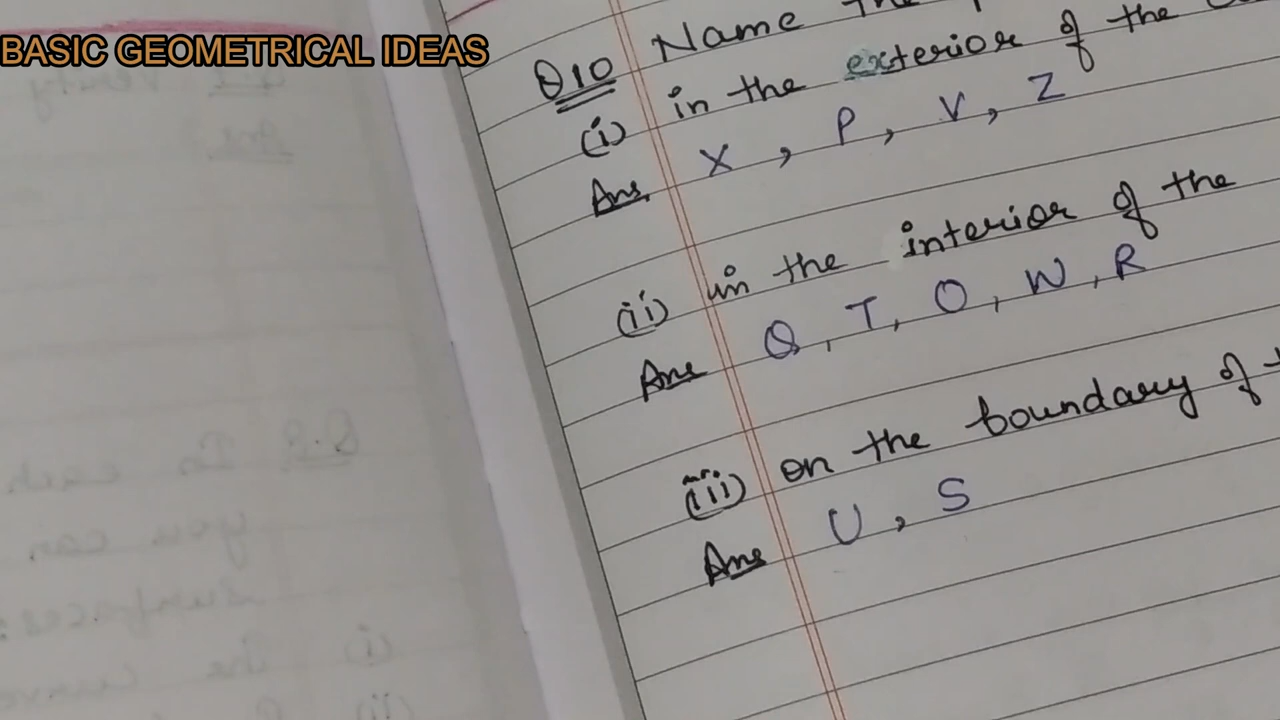 BASIC GEOMETRICAL IDEAS
Q10 Name the
(i) in the exterior of the
Ans X, P, V, Z
(ii) in the interior of the
Ans Q, T, O, W, R
(iii) on the boundary of
Ans U, S